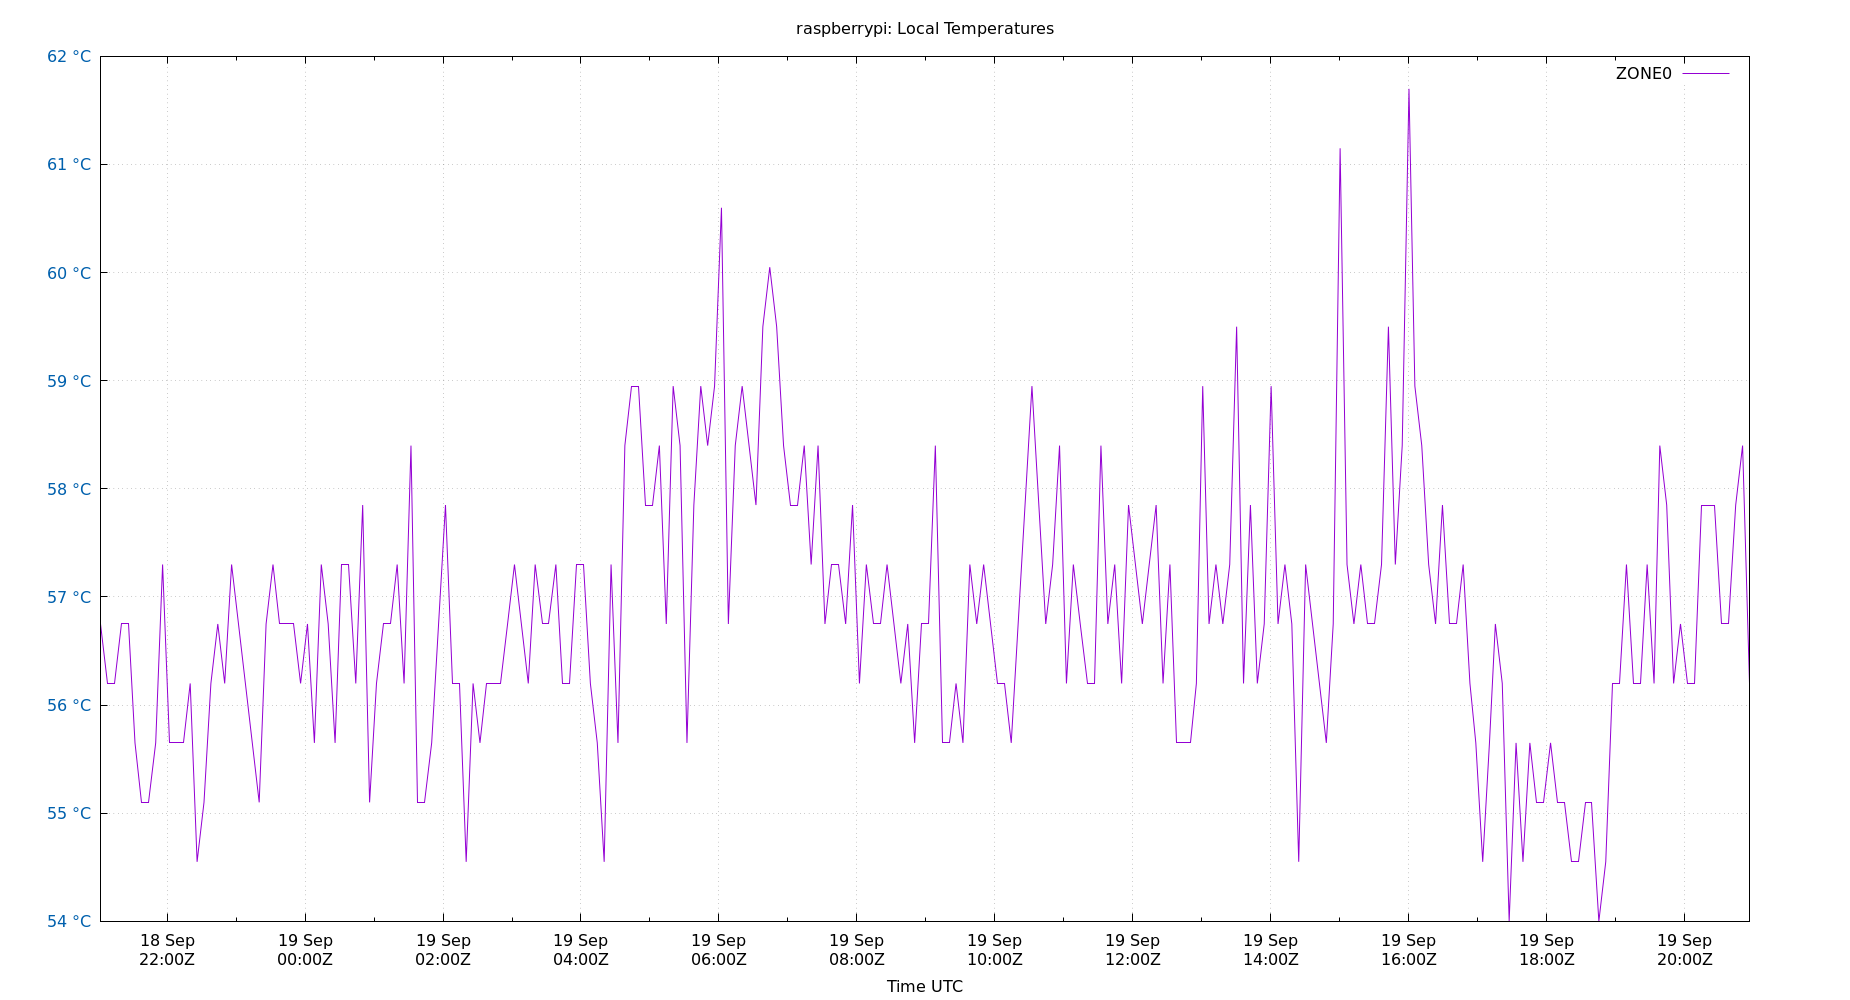 raspberrypi: Local Temperatures
ZONE0
62 °C
61 °C
60 °C
59 °C
58 °C
57 °C
56 °C
55 °C
54 °C
18 Sep 19 Sep 19 Sep 19 Sep 19 Sep 19 Sep 19 Sep 19 Sep 19 Sep 19 Sep 19 Sep 19 Sep
22:00Z 00:00Z 02:00Z 04:00Z 06:00Z 08:00Z 10:00Z 12:00Z 14:00Z 16:00Z 18:00Z 20:00Z
Time UTC